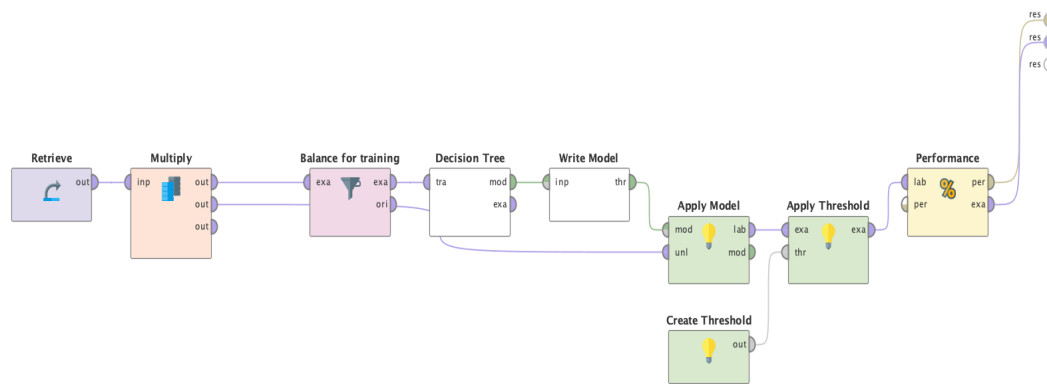 res
res
res
Retrieve
out
Multiply
inp
out
out
out
Balance for training
exa
exa
ori
Decision Tree
tra
mod
exa
Write Model
inp
thr
Apply Model
mod
lab
unl
mod
Apply Threshold
exa
exa
thr
Performance
%
lab
per
per
exa
Create Threshold
out